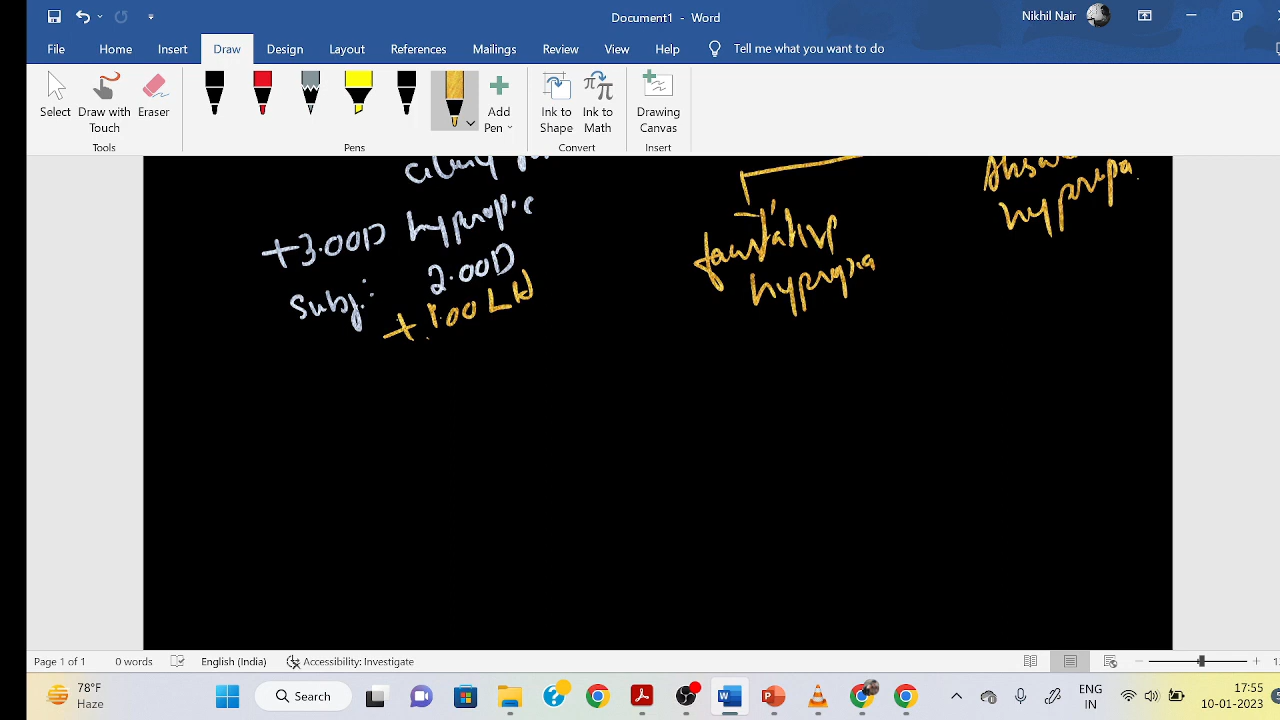 Document1 - Word
Nikhil Nair
File Home Insert Draw Design Layout References Mailings Review View Help Tell me what you want to do
Select Draw with Touch Eraser Add Pen Ink to Shape Ink to Math Drawing Canvas
Tools Pens Convert Insert
+3.00D hyperopic
Subj:
2.00D
+1.00 LH
facultative
hyperopia
hyperopia
Page 1 of 1 0 words English (India) Accessibility: Investigate
78°F
Haze
Search
ENG
IN
17:55
10-01-2023